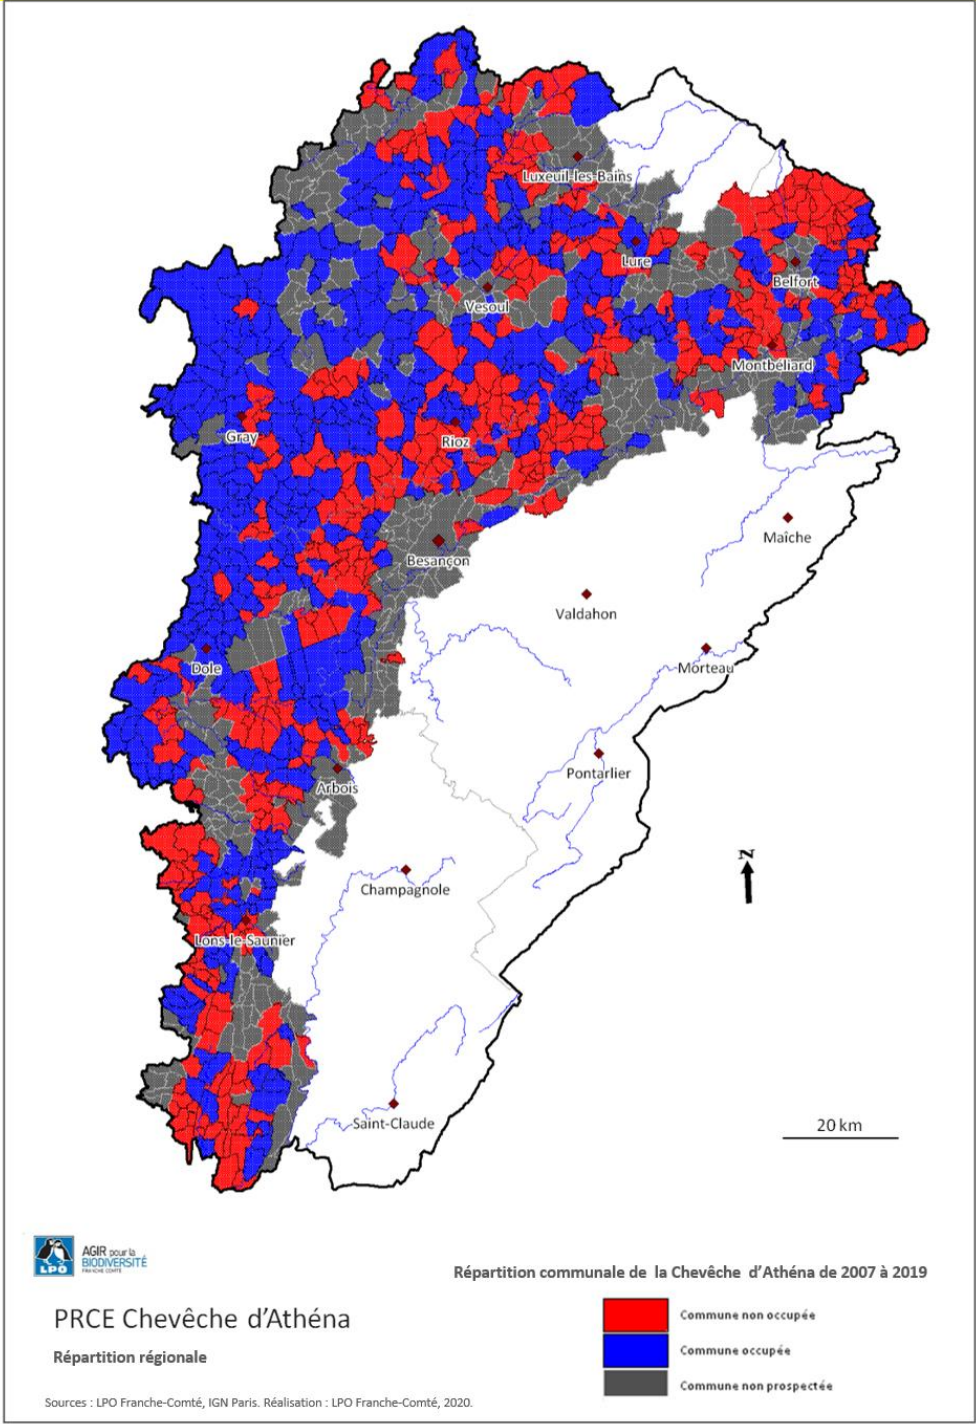 Luxeuil-les-Bains
Lure
Belfort
Vesoul
Montbéliard
Gray
Rioz
Maîche
Besançon
Valdahon
Dole
Morteau
Pontarlier
Arbois
N
Champagnole
Lons-le-Saunier
Saint-Claude
20 km
AGIR pour la
BIODIVERSITÉ
FRANCHE-COMTÉ
LPO
Répartition communale de la Chevêche d'Athéna de 2007 à 2019
PRCE Chevêche d'Athéna
Commune non occupée
Répartition régionale
Commune occupée
Commune non prospectée
Sources : LPO Franche-Comté, IGN Paris. Réalisation : LPO Franche-Comté, 2020.